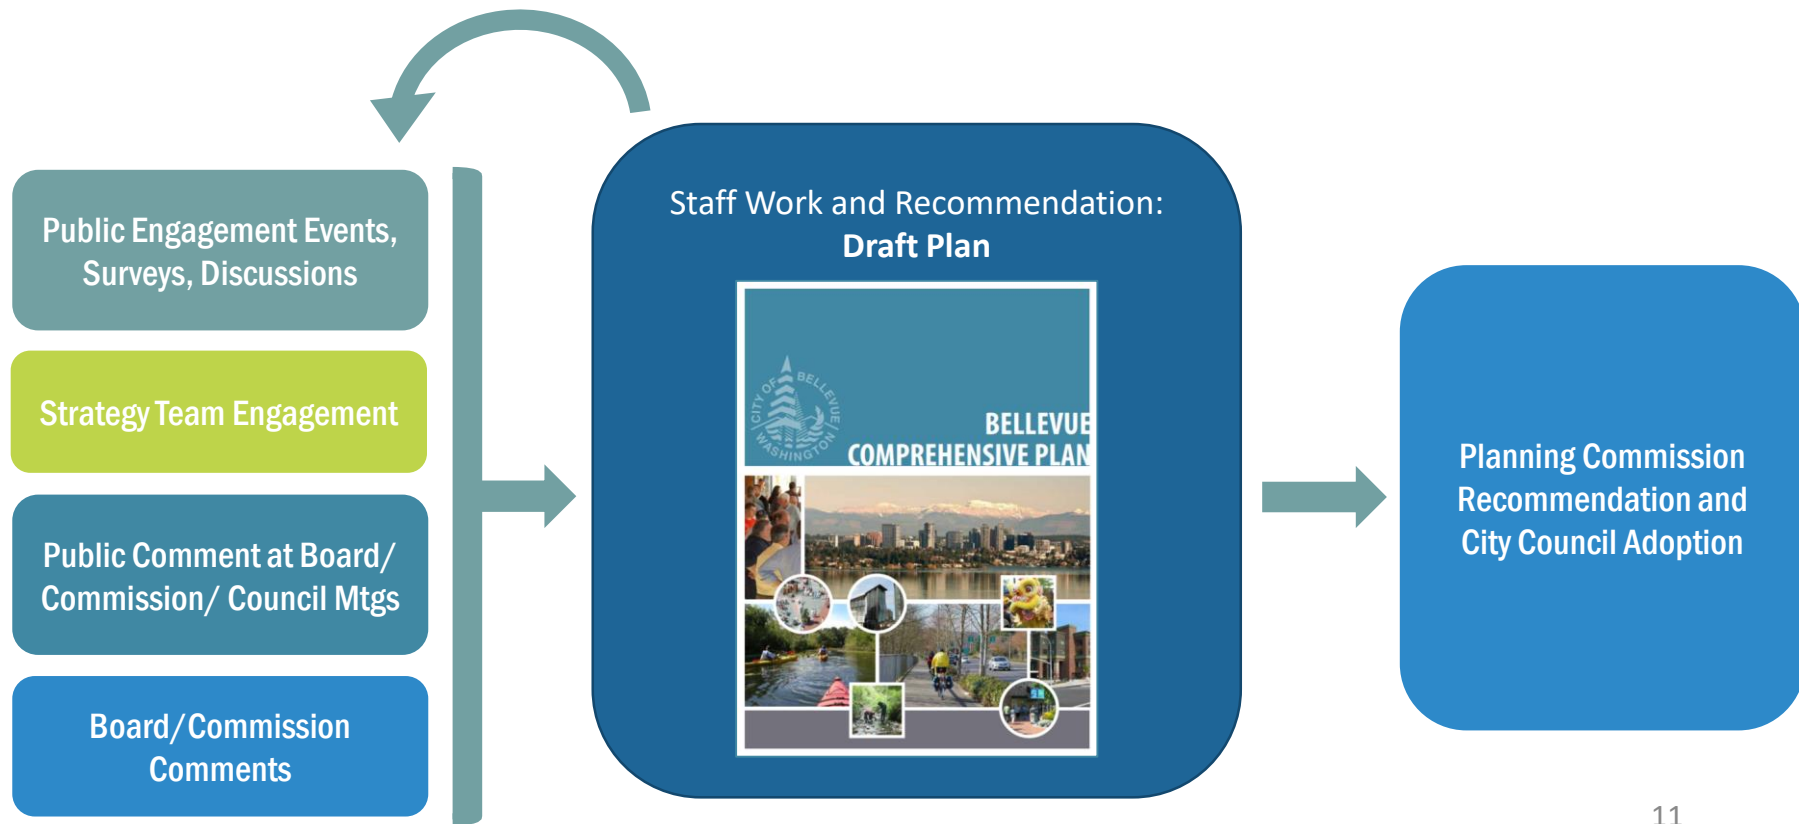 Public Engagement Events,
Surveys, Discussions
Strategy Team Engagement
Public Comment at Board/
Commission/ Council Mtgs
Board/Commission
Comments
Staff Work and Recommendation:
Draft Plan
CITY OF BELLEVUE
WASHINGTON
BELLEVUE
COMPREHENSIVE PLAN
Planning Commission
Recommendation and
City Council Adoption
11